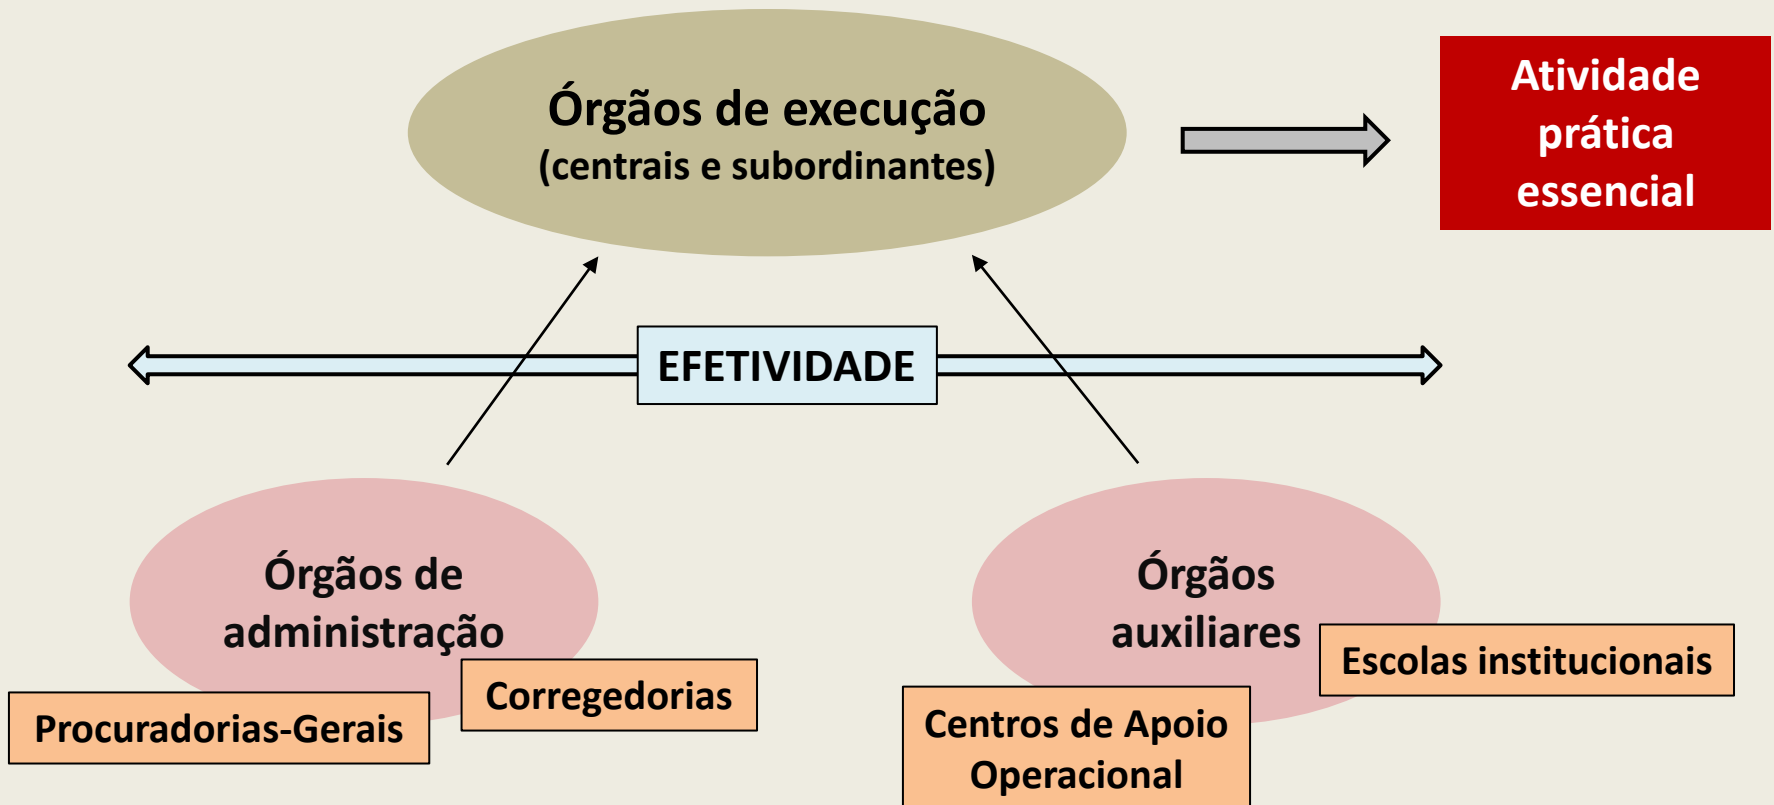 Órgãos de execução
(centrais e subordinantes)
Atividade
prática
essencial
EFETIVIDADE
Órgãos de
administração
Corregedorias
Procuradorias-Gerais
Órgãos
auxiliares
Escolas institucionais
Centros de Apoio
Operacional